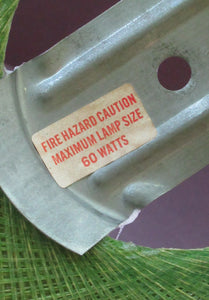 FIRE HAZARD CAUTION
MAXIMUM LAMP SIZE
60 WATTS